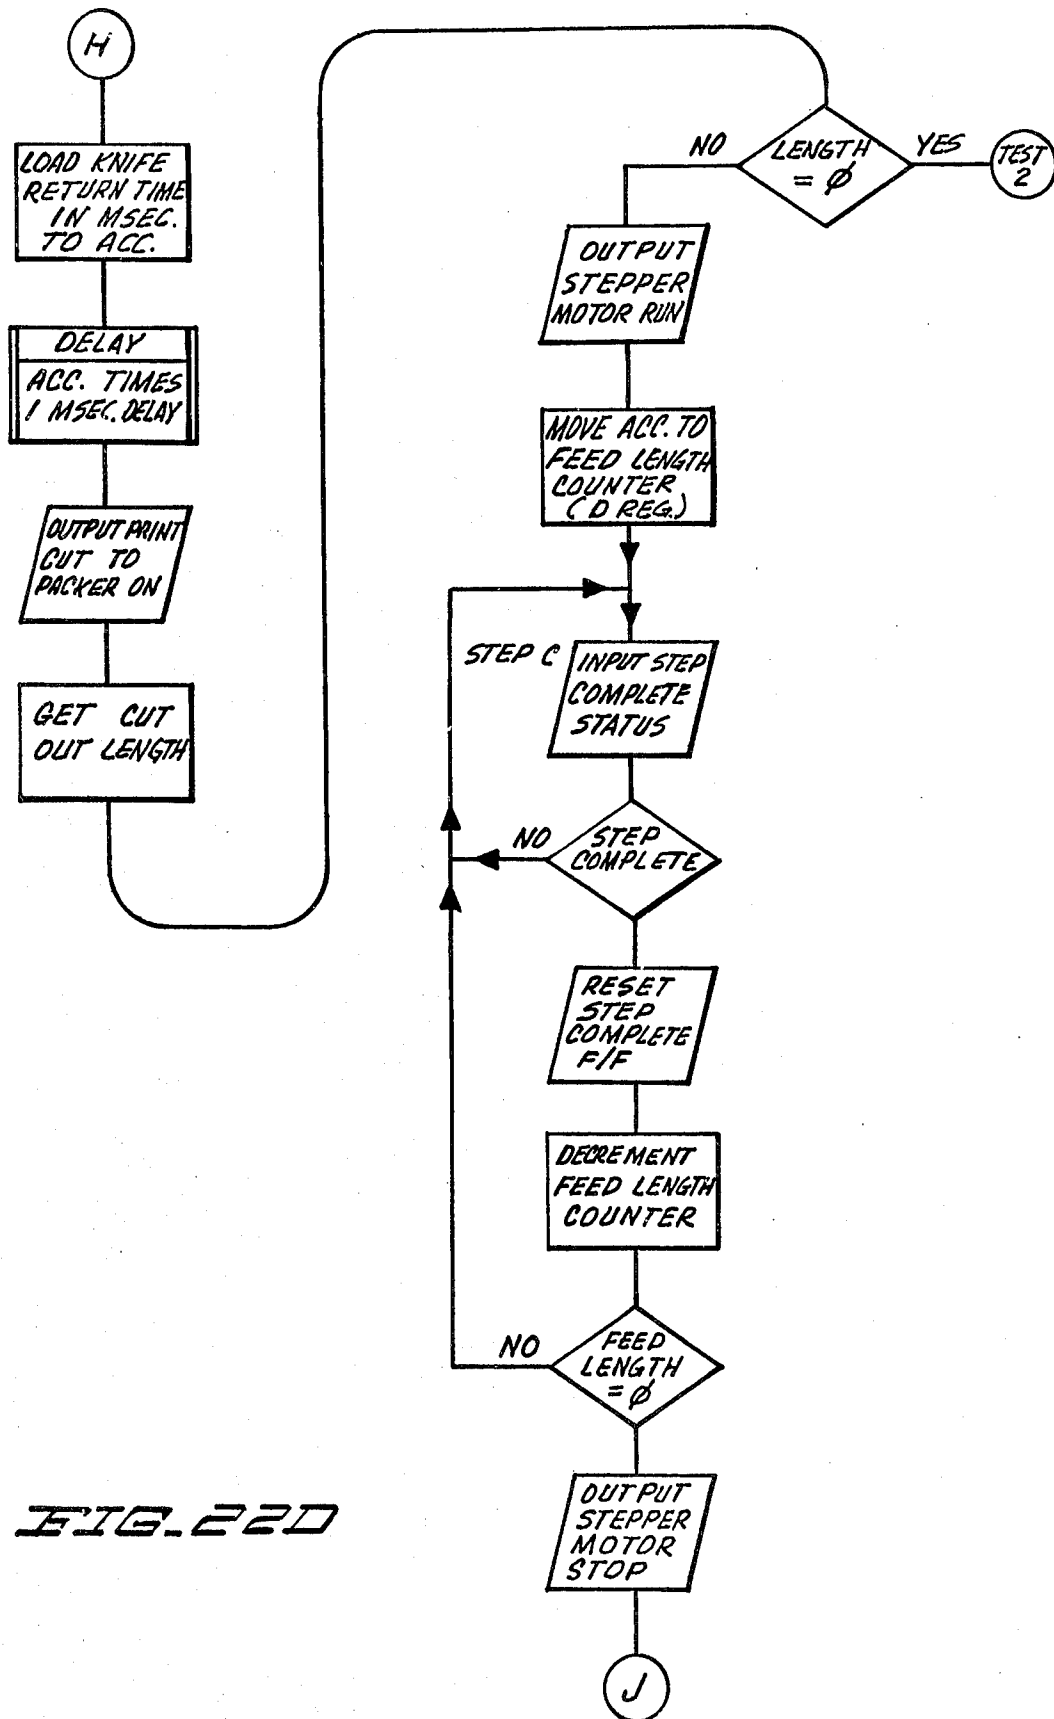 H
LOAD KNIFE
RETURN TIME
IN MSEC.
TO ACC.
DELAY
ACC. TIMES
1 MSEC. DELAY
OUTPUT PRINT
CUT TO
PACKER ON
GET CUT
OUT LENGTH
LENGTH
= φ
NO
YES
TEST
2
OUTPUT
STEPPER
MOTOR RUN
MOVE ACC. TO
FEED LENGTH
COUNTER
(D REG.)
STEP C
INPUT STEP
COMPLETE
STATUS
NO
STEP
COMPLETE
RESET
STEP
COMPLETE
F/F
DECREMENT
FEED LENGTH
COUNTER
NO
FEED
LENGTH
= φ
OUTPUT
STEPPER
MOTOR
STOP
J
FIG. 22D